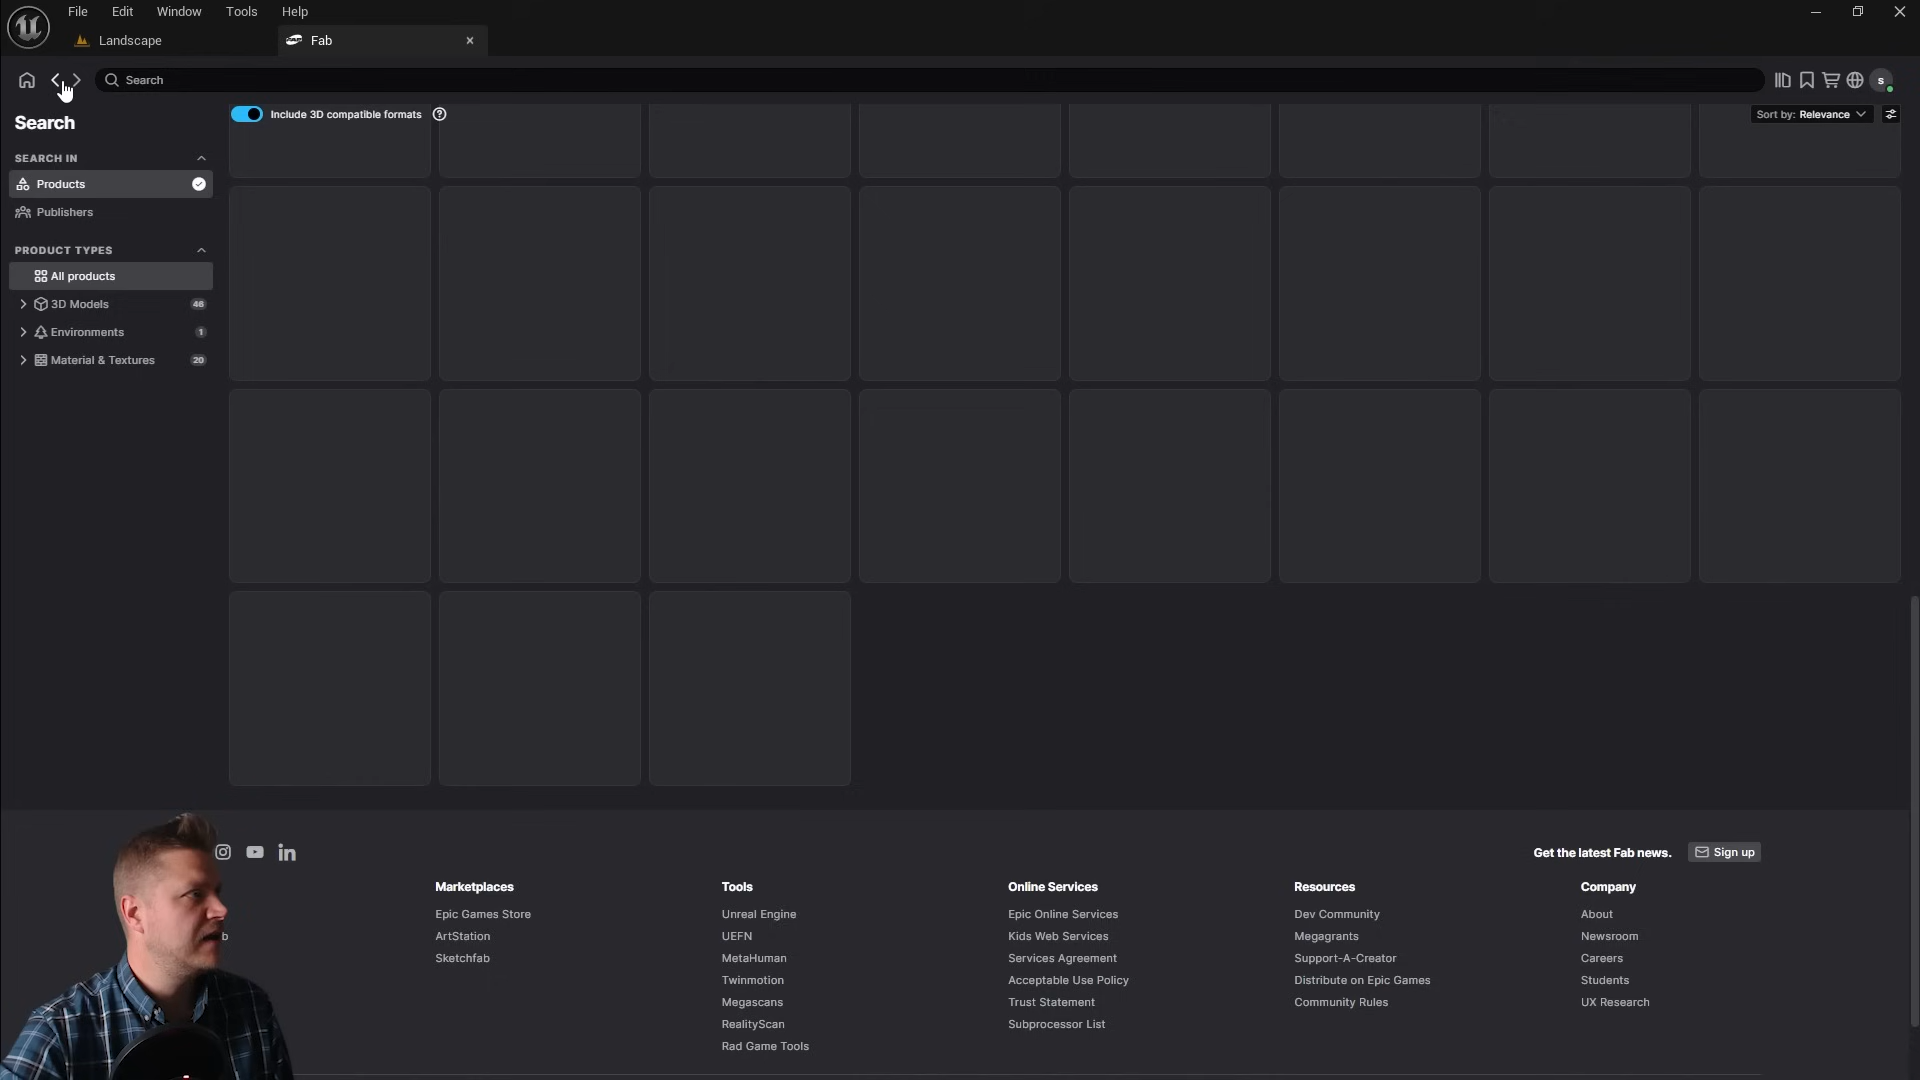 File Edit Window Tools Help
Landscape
Fab
Search
Search
Include 3D compatible formats
Sort by: Relevance
SEARCH IN
Products
Publishers
PRODUCT TYPES
All products
3D Models 46
Environments 1
Material & Textures 20
s
Get the latest Fab news. Sign up
Marketplaces
Epic Games Store
ArtStation
Sketchfab
Tools
Unreal Engine
UEFN
MetaHuman
Twinmotion
Megascans
RealityScan
Rad Game Tools
Online Services
Epic Online Services
Kids Web Services
Services Agreement
Acceptable Use Policy
Trust Statement
Subprocessor List
Resources
Dev Community
Megagrants
Support-A-Creator
Distribute on Epic Games
Community Rules
Company
About
Newsroom
Careers
Students
UX Research